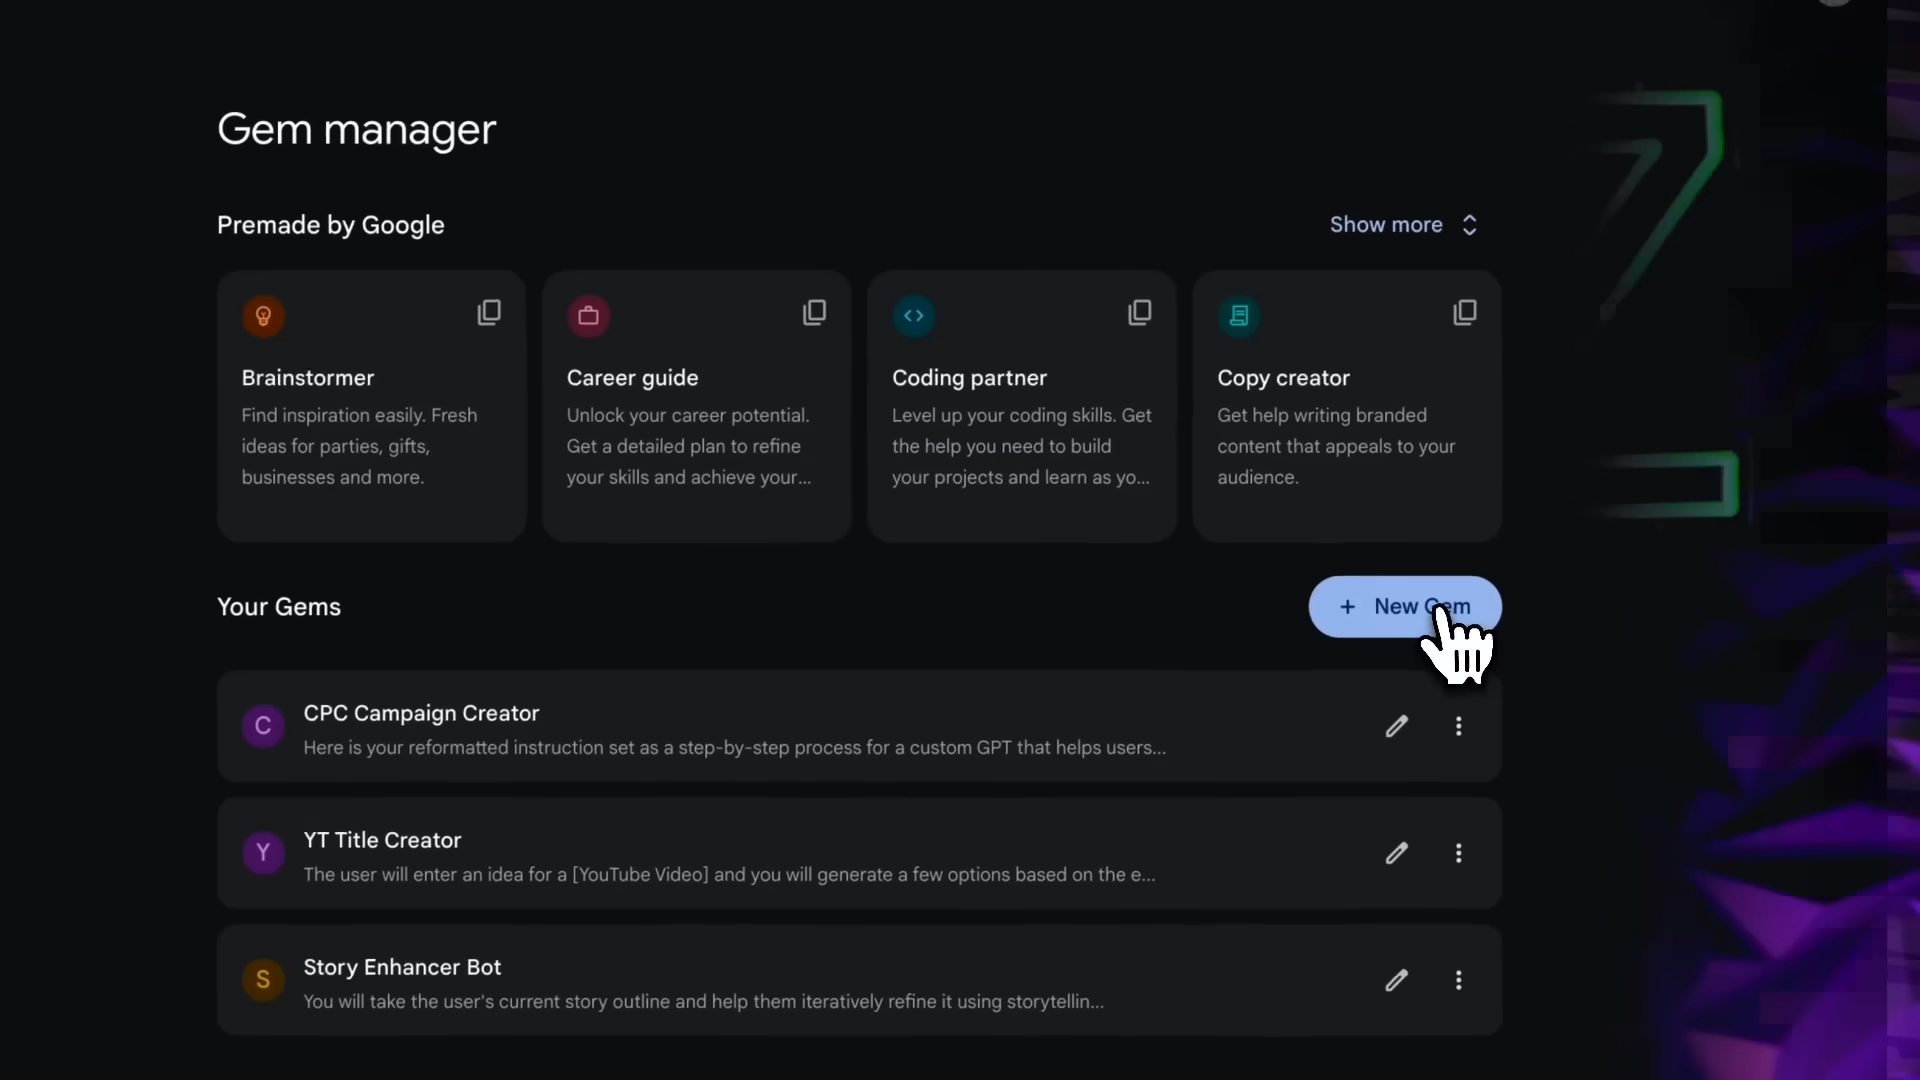 Gem manager
Premade by Google
Show more
Brainstormer
Find inspiration easily. Fresh
ideas for parties, gifts,
businesses and more.
Career guide
Unlock your career potential.
Get a detailed plan to refine
your skills and achieve your...
Coding partner
Level up your coding skills. Get
the help you need to build
your projects and learn as yo...
Copy creator
Get help writing branded
content that appeals to your
audience.
Your Gems
+ New Gem
C
CPC Campaign Creator
Here is your reformatted instruction set as a step-by-step process for a custom GPT that helps users...
Y
YT Title Creator
The user will enter an idea for a [YouTube Video] and you will generate a few options based on the e...
S
Story Enhancer Bot
You will take the user's current story outline and help them iteratively refine it using storytellin...